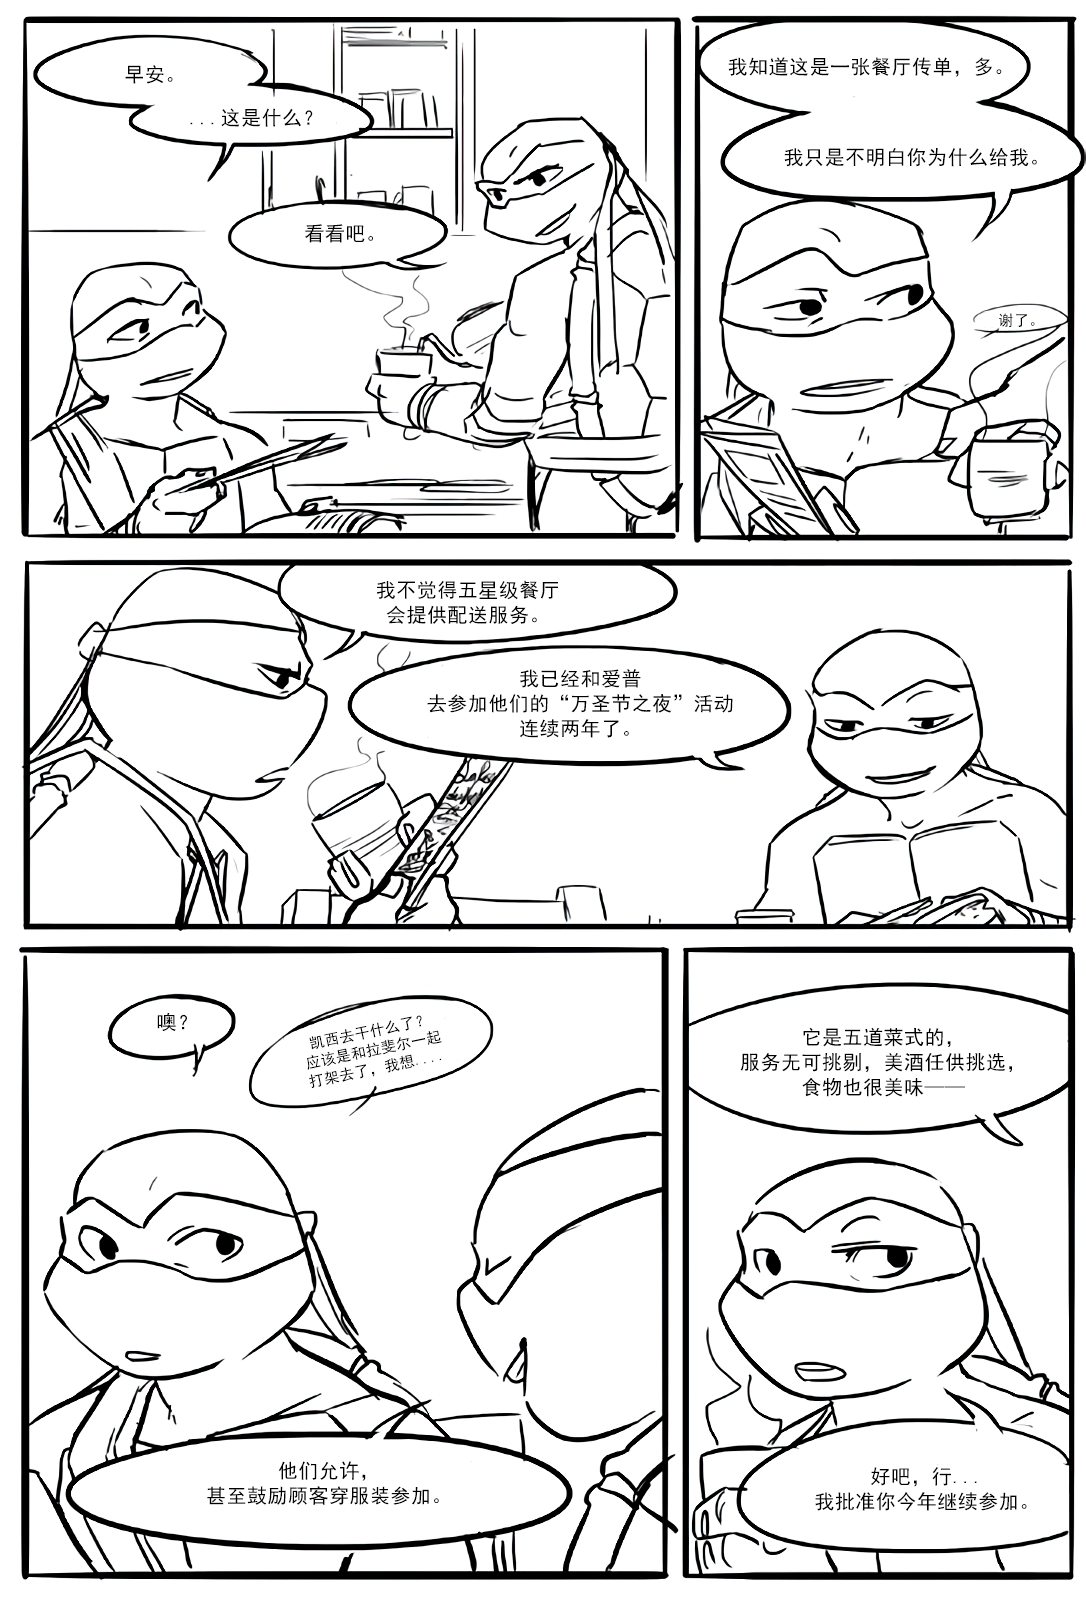 早安。
...这是什么？
看看吧。
我知道这是一张餐厅传单，多。
我只是不明白你为什么给我。
谢了。
我不觉得五星级餐厅
会提供配送服务。
我已经和爱普
去参加他们的“万圣节之夜”活动
连续两年了。
噢？
凯西去干什么了？
应该是和拉斐尔一起
打架去了，我想....
他们允许，
甚至鼓励顾客穿服装参加。
它是五道菜式的，
服务无可挑剔，美酒任供挑选，
食物也很美味——
好吧，行...
我批准你今年继续参加。